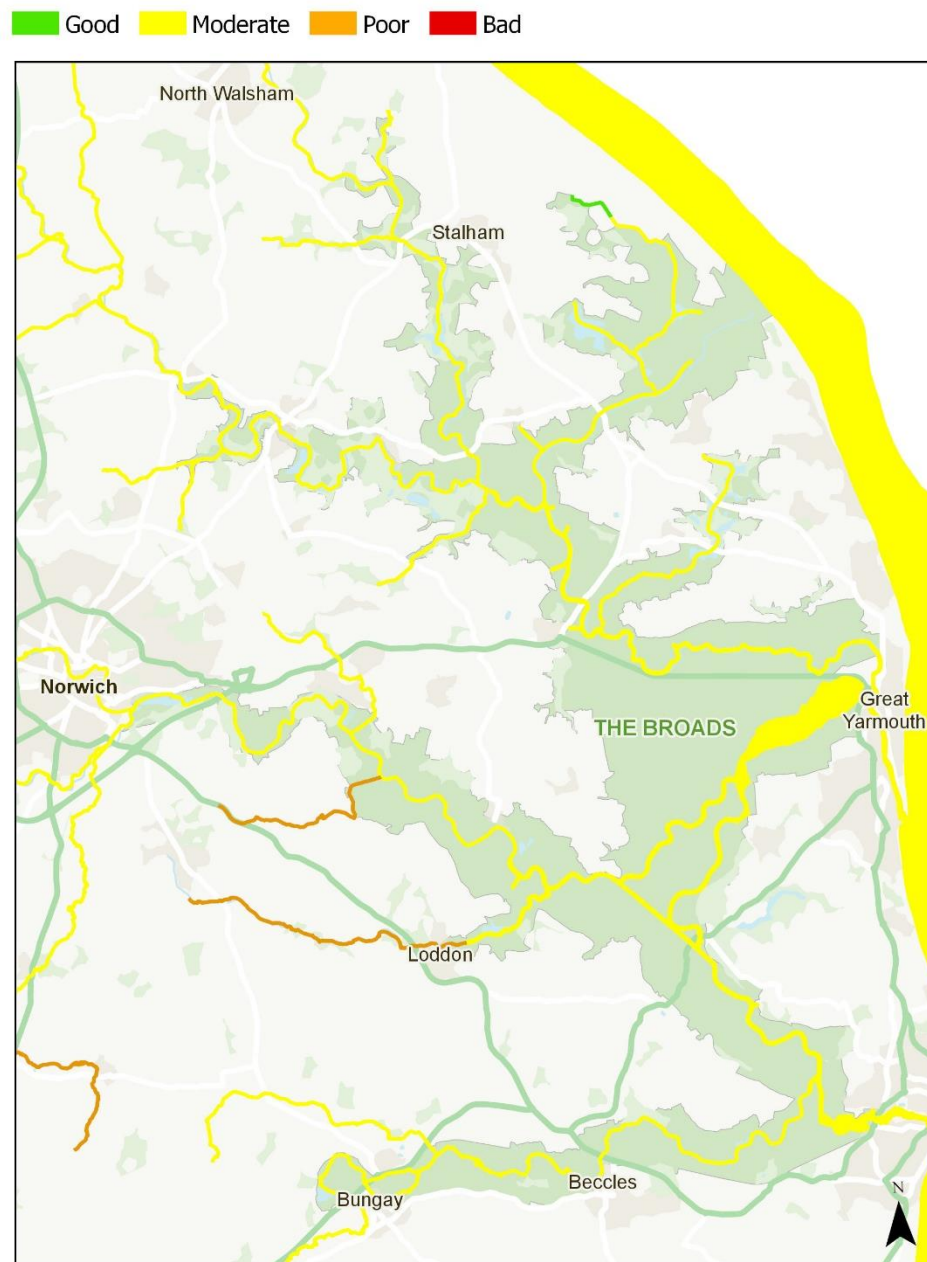 Good Moderate Poor Bad
North Walsham
Stalham
Norwich
THE BROADS
Great
Yarmouth
Loddon
Beccles
Bungay
N